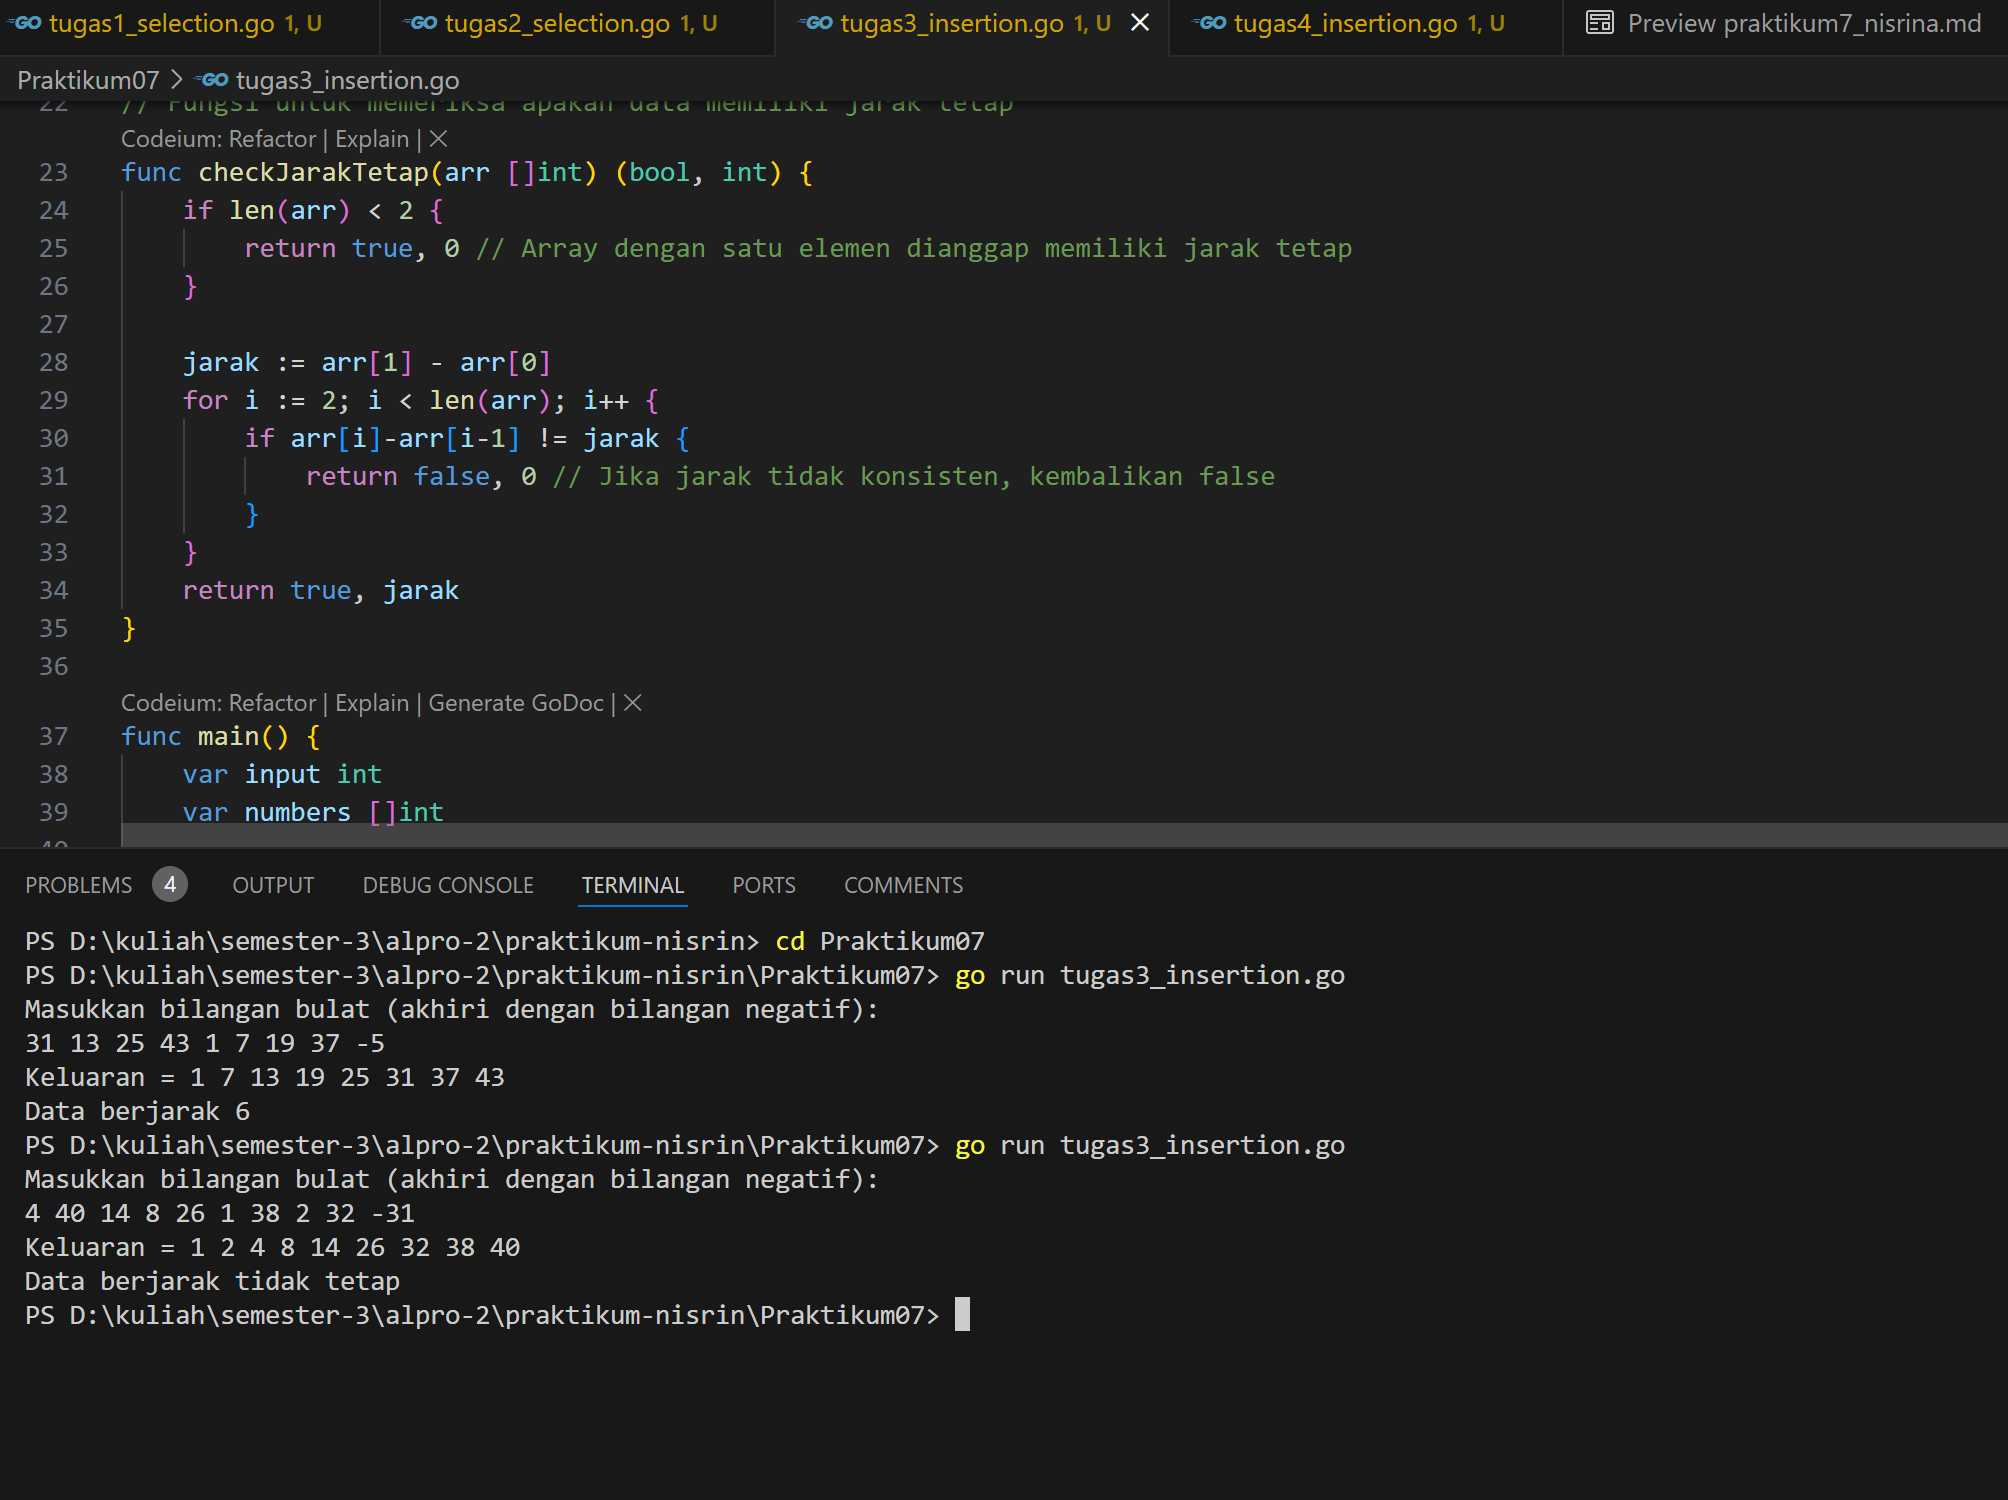 GO tugas1_selection.go 1, U GO tugas2_selection.go 1, U GO tugas3_insertion.go 1, U GO tugas4_insertion.go 1, U Preview praktikum7_nisrina.md
Praktikum07 > GO tugas3_insertion.go
22 // Fungsi untuk memeriksa apakah data memiliki jarak tetap
Codeium: Refactor | Explain | ×
23 func checkJarakTetap(arr []int) (bool, int) {
24 if len(arr) < 2 {
25 return true, 0 // Array dengan satu elemen dianggap memiliki jarak tetap
26 }
27
28 jarak := arr[1] - arr[0]
29 for i := 2; i < len(arr); i++ {
30 if arr[i]-arr[i-1] != jarak {
31 return false, 0 // Jika jarak tidak konsisten, kembalikan false
32 }
33 }
34 return true, jarak
35 }
36
Codeium: Refactor | Explain | Generate GoDoc | ×
37 func main() {
38 var input int
39 var numbers []int
40
PROBLEMS 4 OUTPUT DEBUG CONSOLE TERMINAL PORTS COMMENTS
PS D:\kuliah\semester-3\alpro-2\praktikum-nisrin> cd Praktikum07
PS D:\kuliah\semester-3\alpro-2\praktikum-nisrin\Praktikum07> go run tugas3_insertion.go
Masukkan bilangan bulat (akhiri dengan bilangan negatif):
31 13 25 43 1 7 19 37 -5
Keluaran = 1 7 13 19 25 31 37 43
Data berjarak 6
PS D:\kuliah\semester-3\alpro-2\praktikum-nisrin\Praktikum07> go run tugas3_insertion.go
Masukkan bilangan bulat (akhiri dengan bilangan negatif):
4 40 14 8 26 1 38 2 32 -31
Keluaran = 1 2 4 8 14 26 32 38 40
Data berjarak tidak tetap
PS D:\kuliah\semester-3\alpro-2\praktikum-nisrin\Praktikum07>